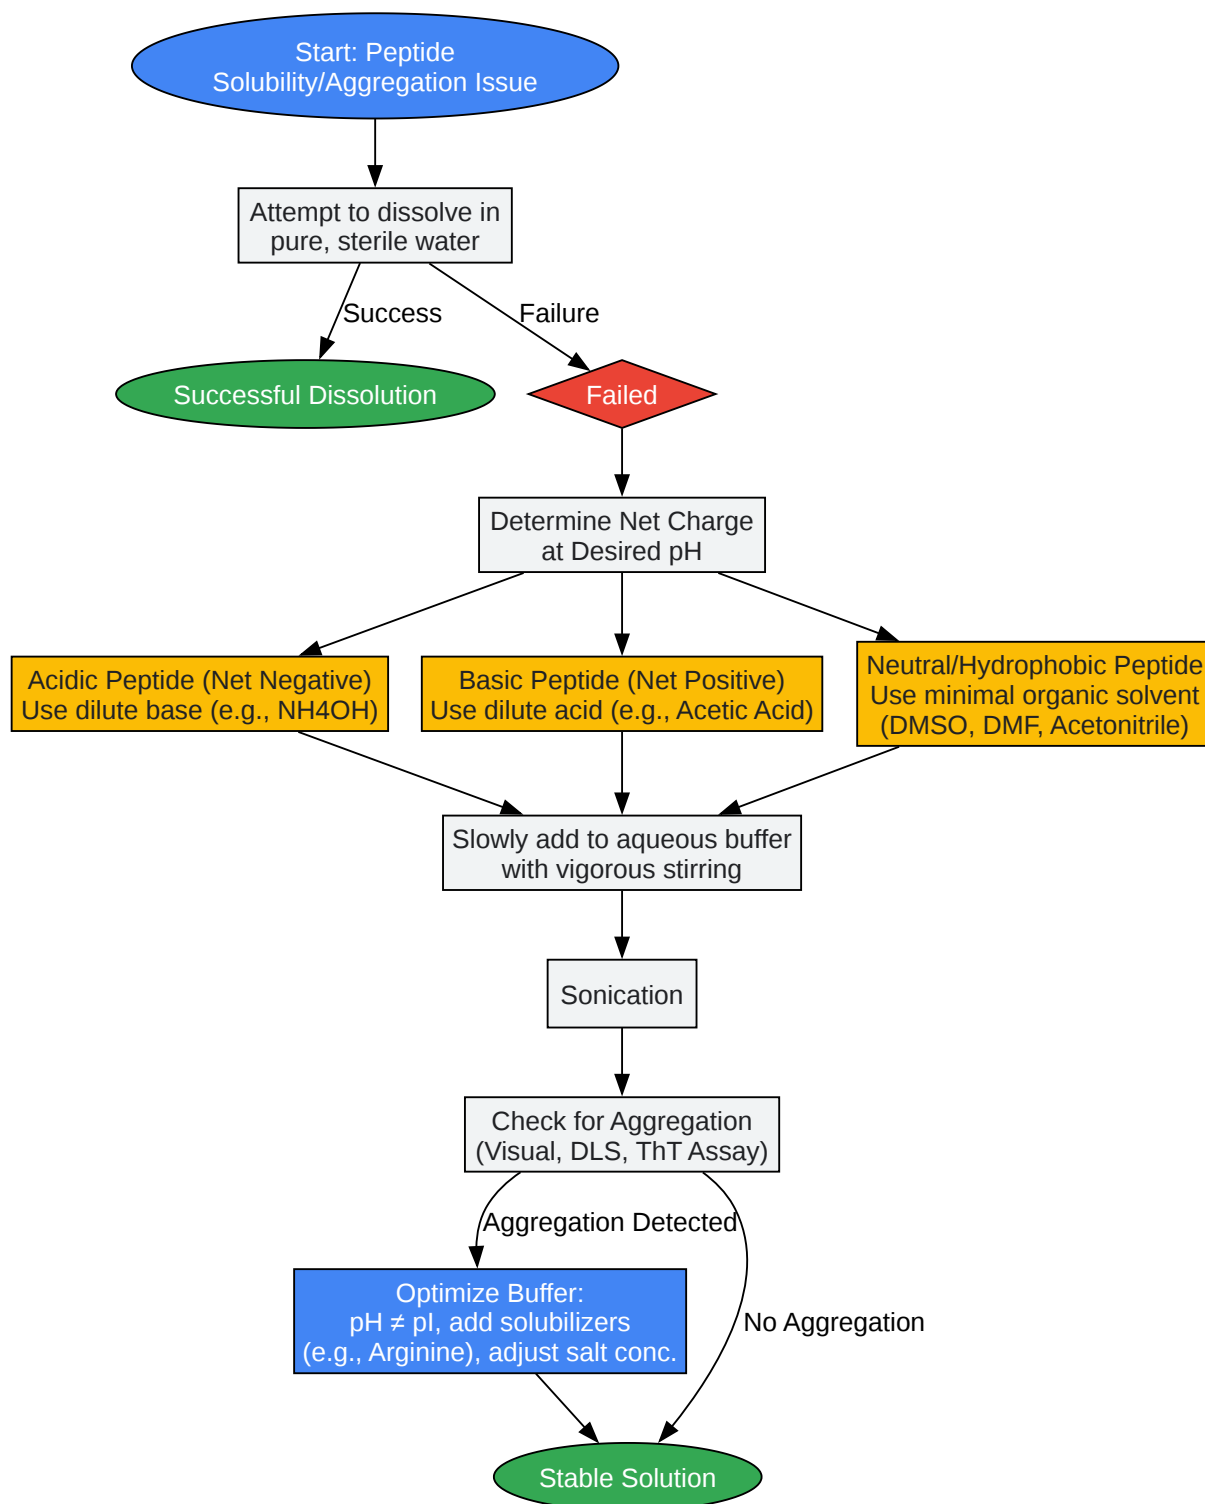 Start: Peptide
Solubility/Aggregation Issue
Attempt to dissolve in
pure, sterile water
Success
Failure
Successful Dissolution
Failed
Determine Net Charge
at Desired pH
Acidic Peptide (Net Negative)
Use dilute base (e.g., NH4OH)
Basic Peptide (Net Positive)
Use dilute acid (e.g., Acetic Acid)
Neutral/Hydrophobic Peptide
Use minimal organic solvent
(DMSO, DMF, Acetonitrile)
Slowly add to aqueous buffer
with vigorous stirring
Sonication
Check for Aggregation
(Visual, DLS, ThT Assay)
Aggregation Detected
Optimize Buffer:
pH ≠ pI, add solubilizers
(e.g., Arginine), adjust salt conc.
No Aggregation
Stable Solution